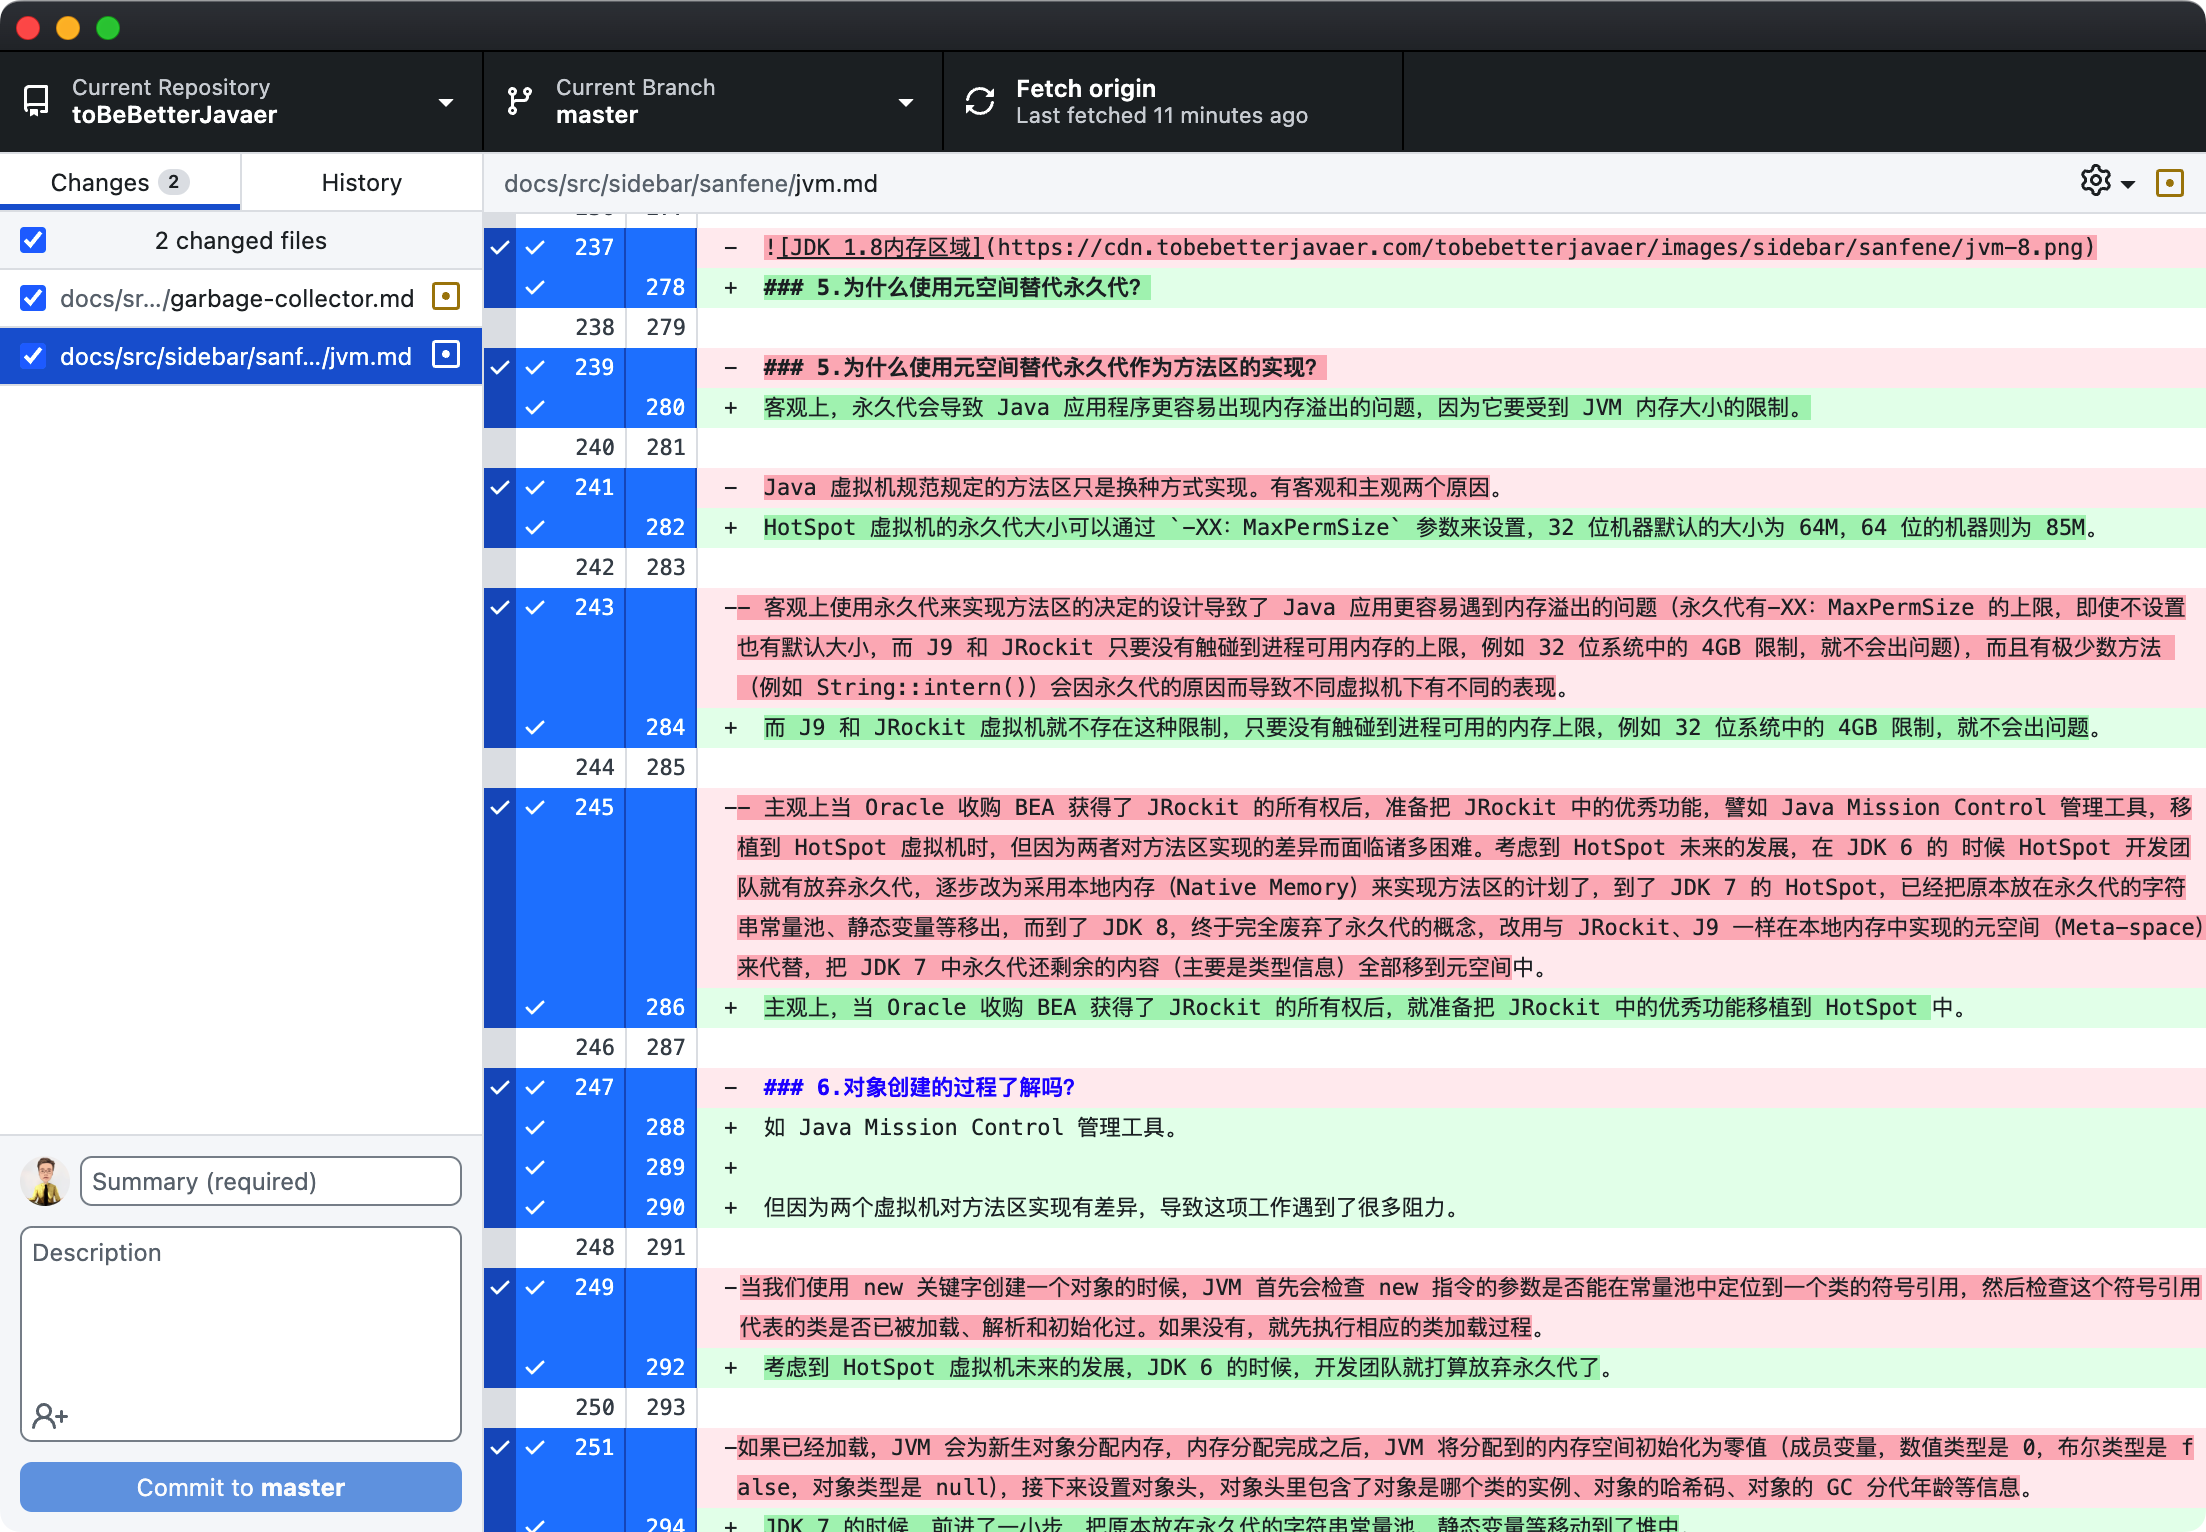 Current Repository
toBeBetterJavaer
Current Branch
master
Fetch origin
Last fetched 11 minutes ago
Changes 2
History
2 changed files
docs/sr.../garbage-collector.md
docs/src/sidebar/sanf.../jvm.md
Summary (required)
Description
Commit to master
docs/src/sidebar/sanfene/jvm.md
237 - ![JDK 1.8内存区域](https://cdn.tobebetterjavaer.com/tobebetterjavaer/images/sidebar/sanfene/jvm-8.png)
278 + ### 5.为什么使用元空间替代永久代？
238 279
239 - ### 5.为什么使用元空间替代永久代作为方法区的实现？
280 + 客观上，永久代会导致 Java 应用程序更容易出现内存溢出的问题，因为它要受到 JVM 内存大小的限制。
240 281
241 - Java 虚拟机规范规定的方法区只是换种方式实现。有客观和主观两个原因。
282 + HotSpot 虚拟机的永久代大小可以通过 `-XX：MaxPermSize` 参数来设置，32 位机器默认的大小为 64M，64 位的机器则为 85M。
242 283
243 -- 客观上使用永久代来实现方法区的决定的设计导致了 Java 应用更容易遇到内存溢出的问题（永久代有-XX：MaxPermSize 的上限，即使不设置
也有默认大小，而 J9 和 JRockit 只要没有触碰到进程可用内存的上限，例如 32 位系统中的 4GB 限制，就不会出问题），而且有极少数方法
（例如 String::intern()）会因永久代的原因而导致不同虚拟机下有不同的表现。
284 + 而 J9 和 JRockit 虚拟机就不存在这种限制，只要没有触碰到进程可用的内存上限，例如 32 位系统中的 4GB 限制，就不会出问题。
244 285
245 -- 主观上当 Oracle 收购 BEA 获得了 JRockit 的所有权后，准备把 JRockit 中的优秀功能，譬如 Java Mission Control 管理工具，移
植到 HotSpot 虚拟机时，但因为两者对方法区实现的差异而面临诸多困难。考虑到 HotSpot 未来的发展，在 JDK 6 的 时候 HotSpot 开发团
队就有放弃永久代，逐步改为采用本地内存（Native Memory）来实现方法区的计划了，到了 JDK 7 的 HotSpot，已经把原本放在永久代的字符
串常量池、静态变量等移出，而到了 JDK 8，终于完全废弃了永久代的概念，改用与 JRockit、J9 一样在本地内存中实现的元空间（Meta-space）
来代替，把 JDK 7 中永久代还剩余的内容（主要是类型信息）全部移到元空间中。
286 + 主观上，当 Oracle 收购 BEA 获得了 JRockit 的所有权后，就准备把 JRockit 中的优秀功能移植到 HotSpot 中。
246 287
247 - ### 6.对象创建的过程了解吗？
288 + 如 Java Mission Control 管理工具。
289 +
290 + 但因为两个虚拟机对方法区实现有差异，导致这项工作遇到了很多阻力。
248 291
249 -当我们使用 new 关键字创建一个对象的时候，JVM 首先会检查 new 指令的参数是否能在常量池中定位到一个类的符号引用，然后检查这个符号引用
代表的类是否已被加载、解析和初始化过。如果没有，就先执行相应的类加载过程。
292 + 考虑到 HotSpot 虚拟机未来的发展，JDK 6 的时候，开发团队就打算放弃永久代了。
250 293
251 -如果已经加载，JVM 会为新生对象分配内存，内存分配完成之后，JVM 将分配到的内存空间初始化为零值（成员变量，数值类型是 0，布尔类型是 f
alse，对象类型是 null），接下来设置对象头，对象头里包含了对象是哪个类的实例、对象的哈希码、对象的 GC 分代年龄等信息。
294 + JDK 7 的时候，前进了一小步，把原本放在永久代的字符串常量池、静态变量等移动到了堆中。